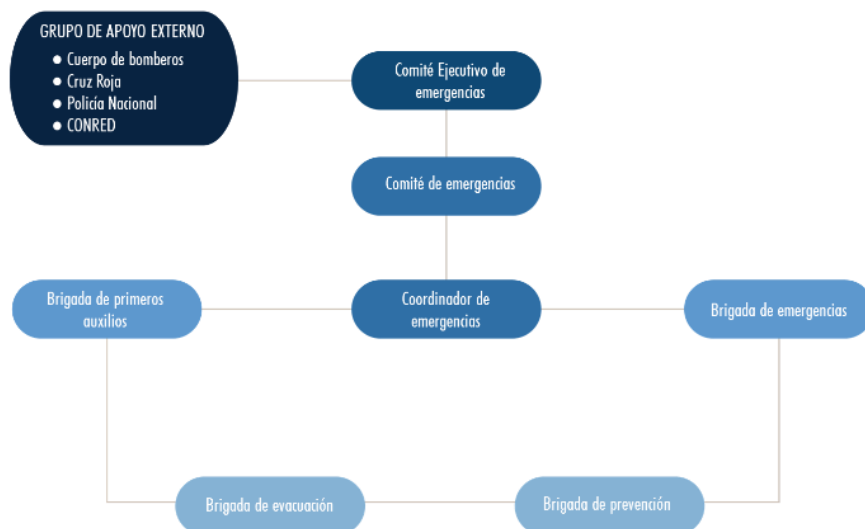 GRUPO DE APOYO EXTERNO
● Cuerpo de bomberos
● Cruz Roja
● Policía Nacional
● CONRED
Comité Ejecutivo de
emergencias
Comité de emergencias
Brigada de primeros
auxilios
Coordinador de
emergencias
Brigada de emergencias
Brigada de evacuación
Brigada de prevención